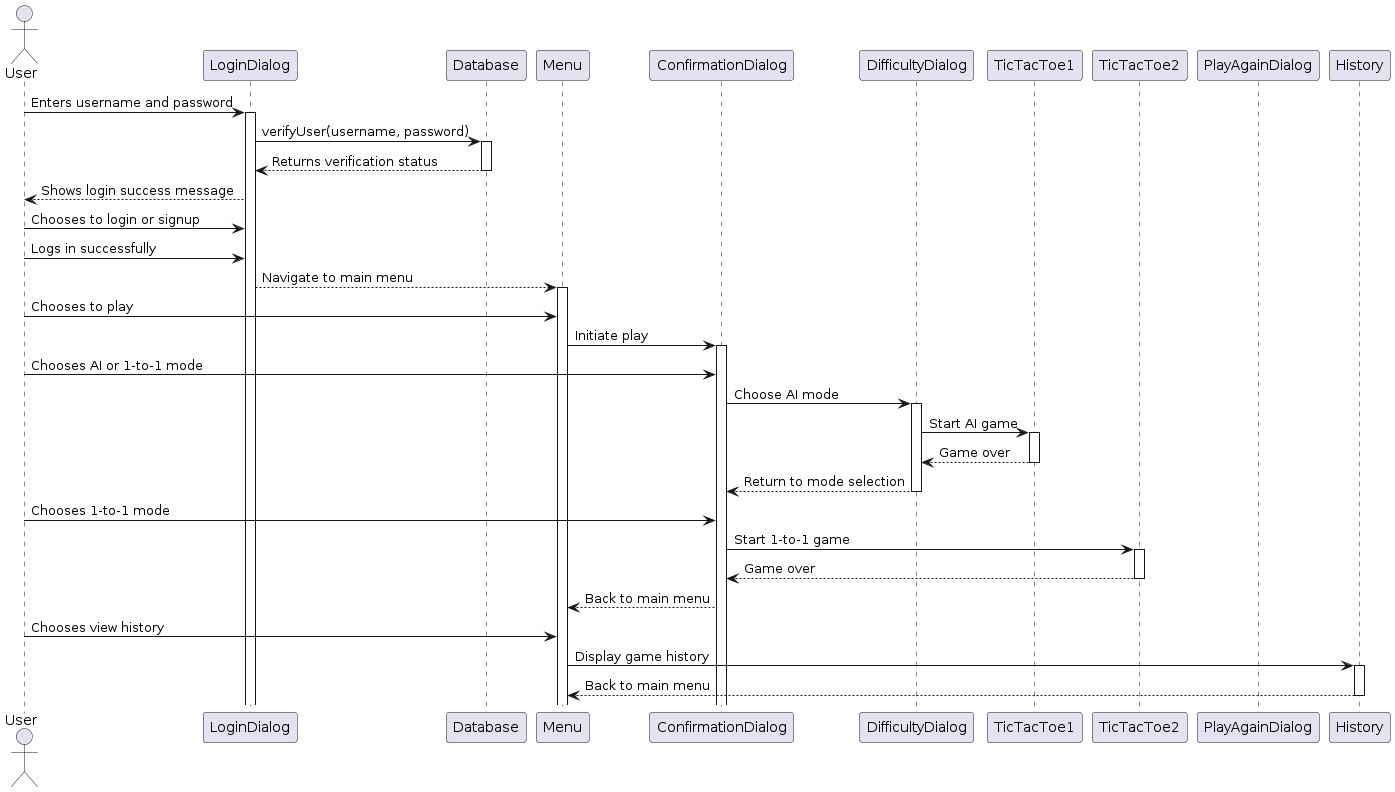 User
LoginDialog
Database
Menu
ConfirmationDialog
DifficultyDialog
TicTacToe1
TicTacToe2
PlayAgainDialog
History
Enters username and password
verifyUser(username, password)
Returns verification status
Shows login success message
Chooses to login or signup
Logs in successfully
Navigate to main menu
Chooses to play
Initiate play
Chooses AI or 1-to-1 mode
Choose AI mode
Start AI game
Game over
Return to mode selection
Chooses 1-to-1 mode
Start 1-to-1 game
Game over
Back to main menu
Chooses view history
Display game history
Back to main menu
User
LoginDialog
Database
Menu
ConfirmationDialog
DifficultyDialog
TicTacToe1
TicTacToe2
PlayAgainDialog
History